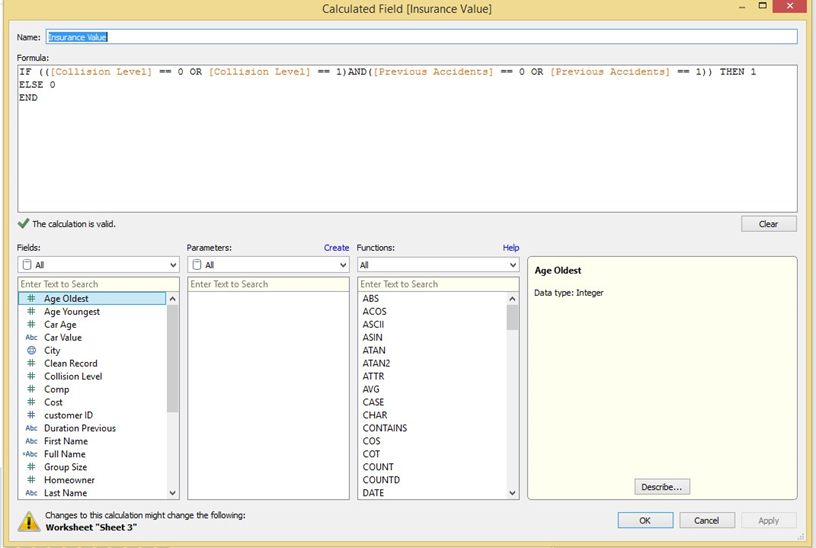 Calculated Field [Insurance Value]
Name: Insurance Value
Formula:
IF (([Collision Level] == 0 OR [Collision Level] == 1)AND([Previous Accidents] == 0 OR [Previous Accidents] == 1)) THEN 1
ELSE 0
END
The calculation is valid.
Clear
Fields:
All
Enter Text to Search
# Age Oldest
# Age Youngest
# Car Age
Abc Car Value
City
# Clean Record
# Collision Level
# Comp
# Cost
# customer ID
Abc Duration Previous
Abc First Name
=Abc Full Name
# Group Size
# Homeowner
Abc Last Name
Parameters: Create
All
Enter Text to Search
Functions: Help
All
Enter Text to Search
ABS
ACOS
ASCII
ASIN
ATAN
ATAN2
ATTR
AVG
CASE
CHAR
CONTAINS
COS
COT
COUNT
COUNTD
DATE
Age Oldest
Data type: Integer
Describe...
Changes to this calculation might change the following:
Worksheet "Sheet 3"
OK
Cancel
Apply